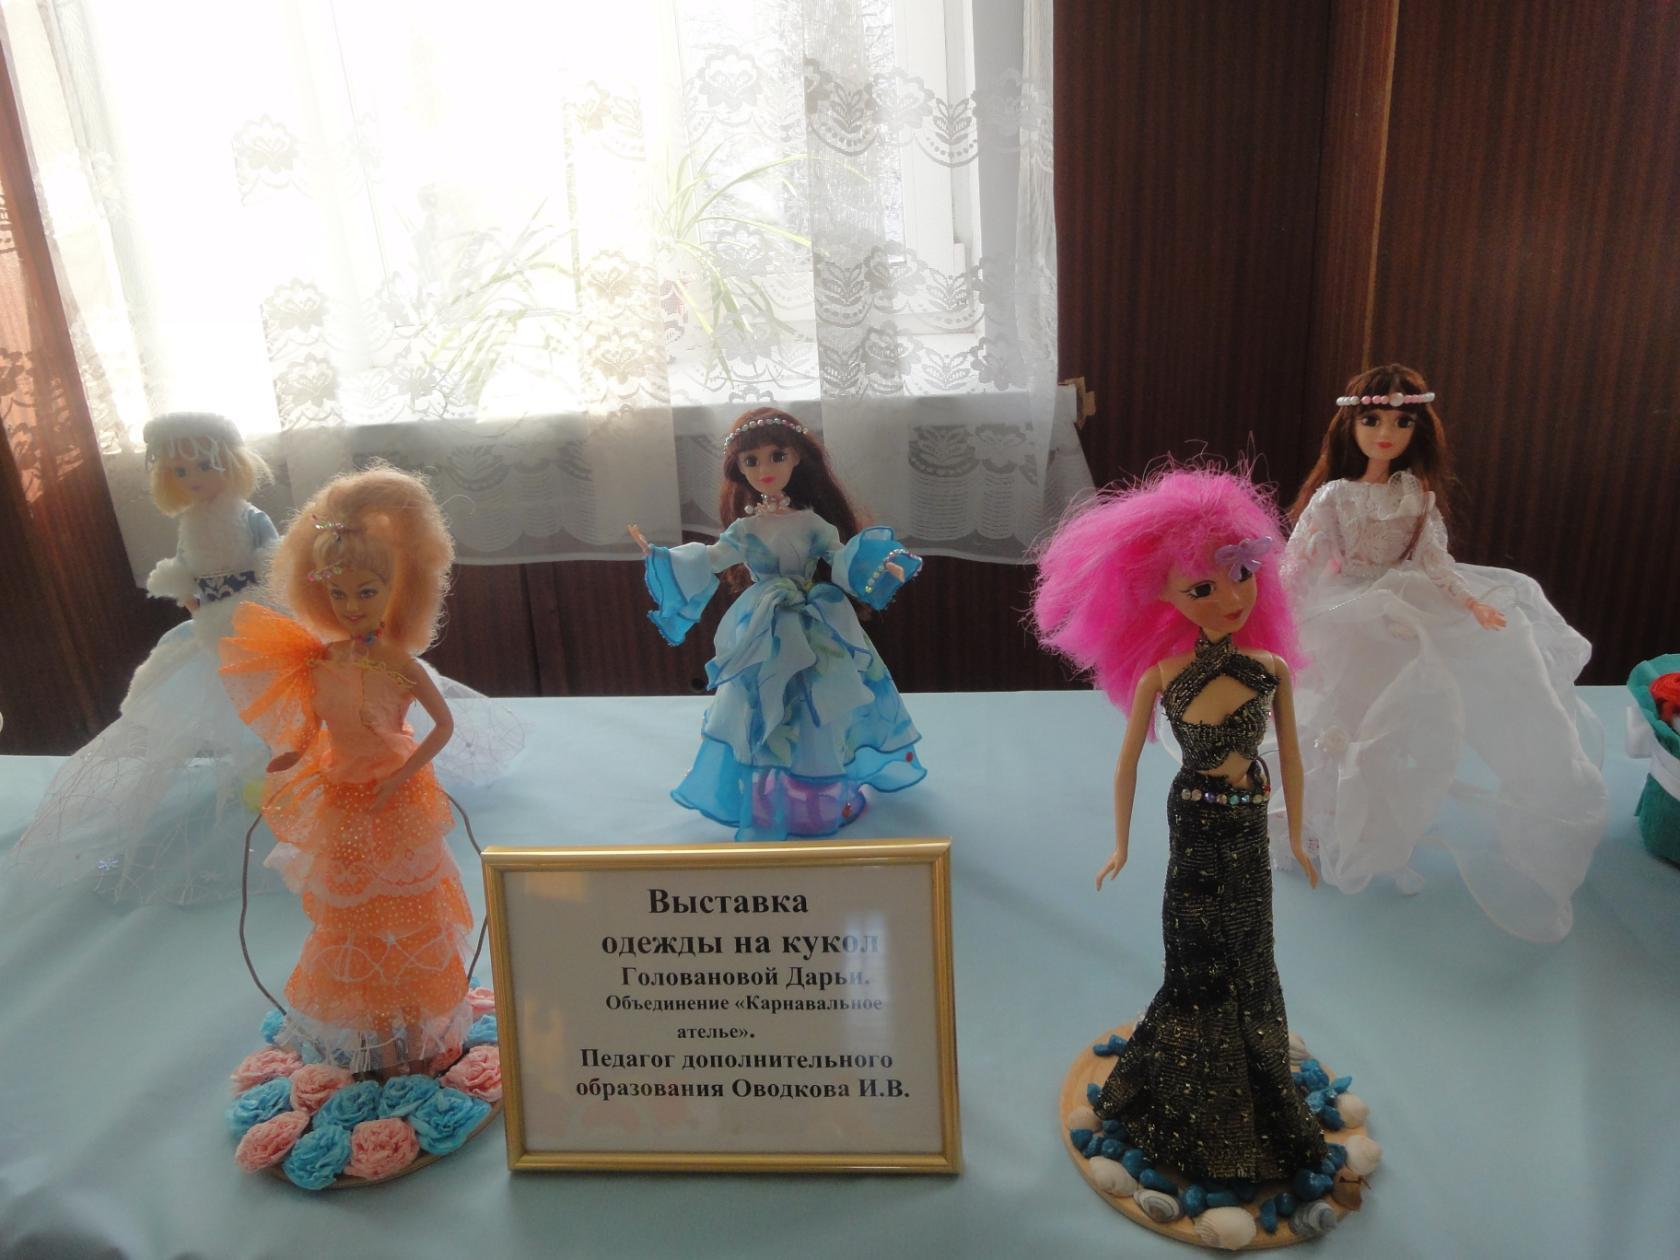 Выставка
одежды на кукол
Головановой Дарьи.
Объединение «Карнавальное
ателье».
Педагог дополнительного
образования Оводкова И.В.